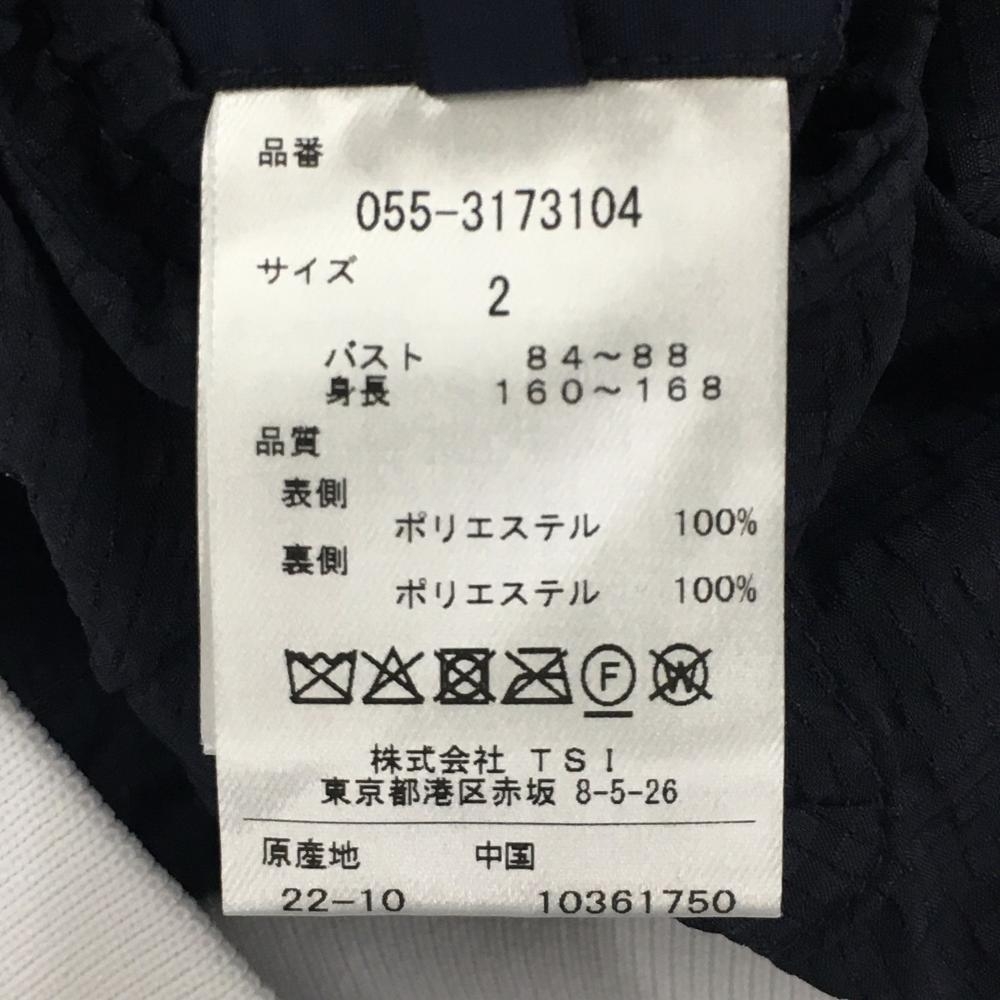 品番
055-3173104
サイズ
2
バスト 84～88
身長 160～168
品質
表側
ポリエステル 100%
裏側
ポリエステル 100%
F W
株式会社 TSI
東京都港区赤坂 8-5-26
原産地 中国
22-10 10361750